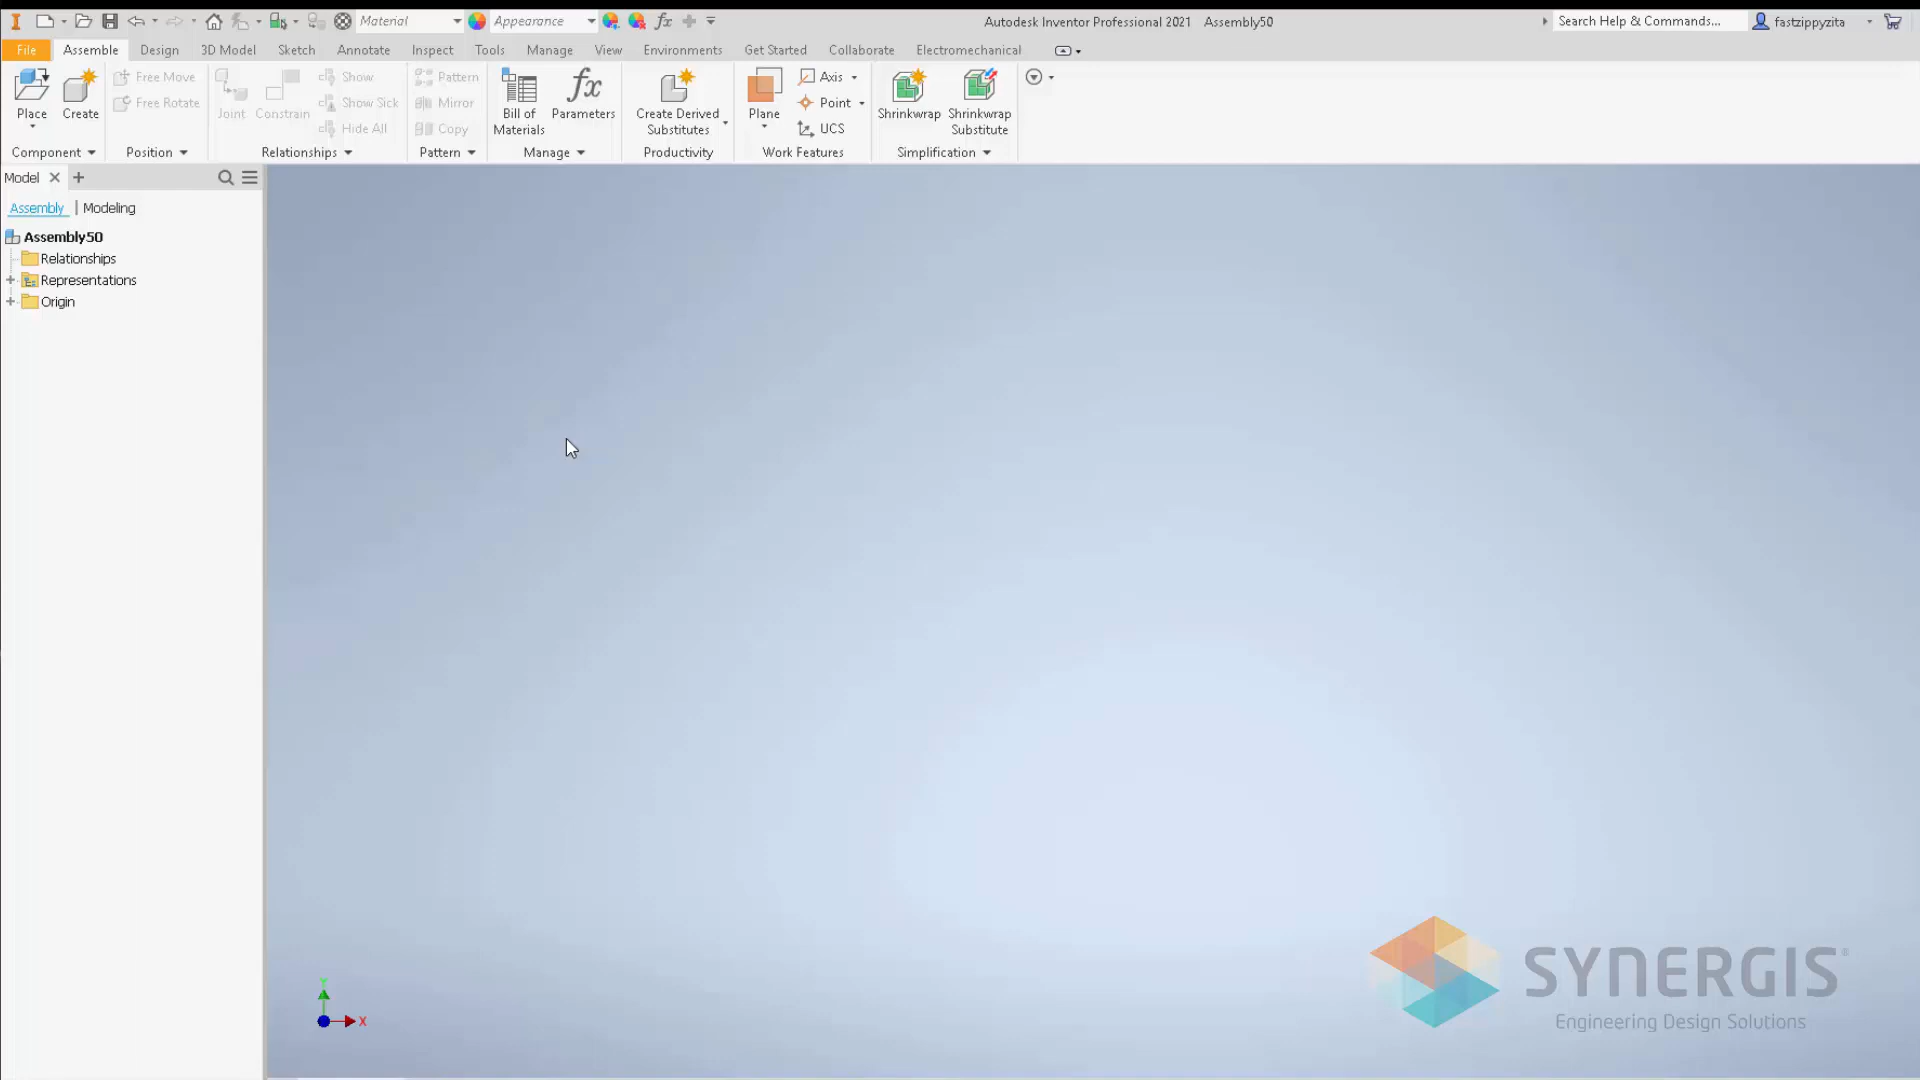 Material Appearance fx Autodesk Inventor Professional 2021 Assembly50 Search Help & Commands... fastzippyzita
File Assemble Design 3D Model Sketch Annotate Inspect Tools Manage View Environments Get Started Collaborate Electromechanical
Place
Create
Free Move
Free Rotate
Joint
Constrain
Show
Show Sick
Hide All
Pattern
Mirror
Copy
Bill of
Materials
fx
Parameters
Create Derived
Substitutes
Plane
Axis
Point
UCS
Shrinkwrap
Shrinkwrap
Substitute
Component Position Relationships Pattern Manage Productivity Work Features Simplification
Model
Assembly | Modeling
Assembly50
Relationships
Representations
Origin
Y
X
SYNERGIS®
Engineering Design Solutions